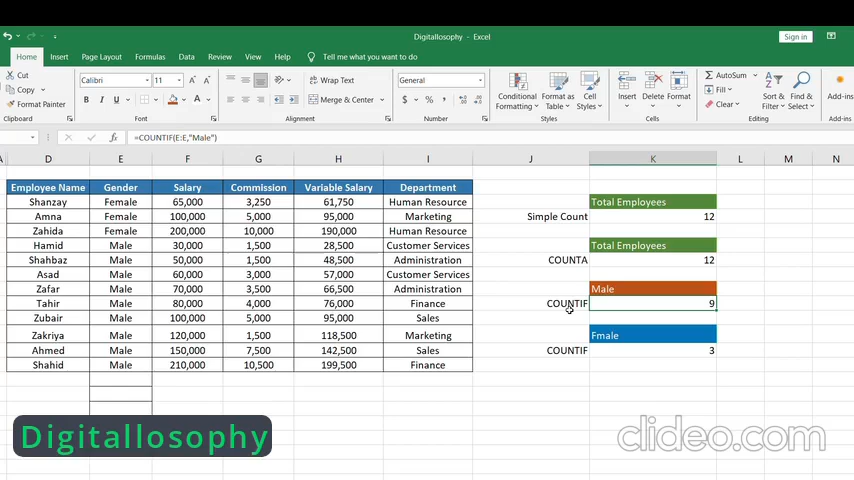 Digitallosophy - Excel
Sign in
Home Insert Page Layout Formulas Data Review View Help Tell me what you want to do
Cut
Copy
Format Painter
Clipboard
Calibri 11
B I U
Font
Wrap Text
Merge & Center
Alignment
General
$ % ,
Number
Conditional Formatting
Format as Table
Cell Styles
Styles
Insert Delete Format
Cells
AutoSum
Fill
Clear
Sort & Filter
Find & Select
Editing
Add-ins
Add-ins
fx =COUNTIF(E:E,"Male")
D E F G H I J K L M N
Employee Name Gender Salary Commission Variable Salary Department
Shanzay Female 65,000 3,250 61,750 Human Resource Total Employees
Amna Female 100,000 5,000 95,000 Marketing Simple Count 12
Zahida Female 200,000 10,000 190,000 Human Resource
Hamid Male 30,000 1,500 28,500 Customer Services Total Employees
Shahbaz Male 50,000 1,500 48,500 Administration COUNTA 12
Asad Male 60,000 3,000 57,000 Customer Services
Zafar Male 70,000 3,500 66,500 Administration Male
Tahir Male 80,000 4,000 76,000 Finance COUNTIF 9
Zubair Male 100,000 5,000 95,000 Sales
Zakriya Male 120,000 1,500 118,500 Marketing Fmale
Ahmed Male 150,000 7,500 142,500 Sales COUNTIF 3
Shahid Male 210,000 10,500 199,500 Finance
Digitallosophy
clideo.com